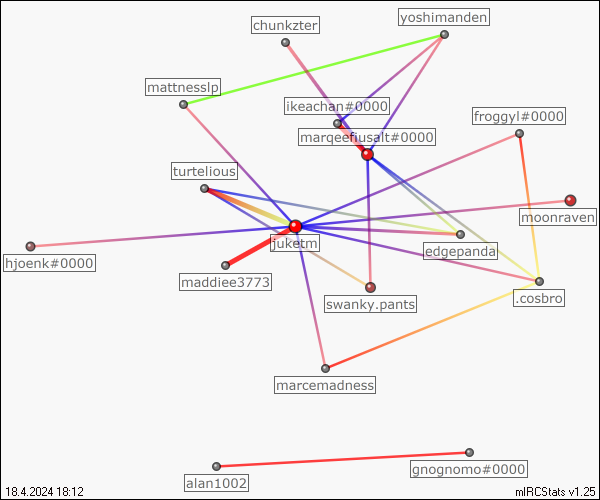 yoshimanden
chunkzter
mattnesslp
ikeachan#0000
froggyl#0000
marqeefiusalt#0000
turtelious
moonraven
juketm
edgepanda
hjoenk#0000
maddiee3773
swanky.pants
.cosbro
marcemadness
gnognomo#0000
alan1002
18.4.2024 18:12
mIRCStats v1.25